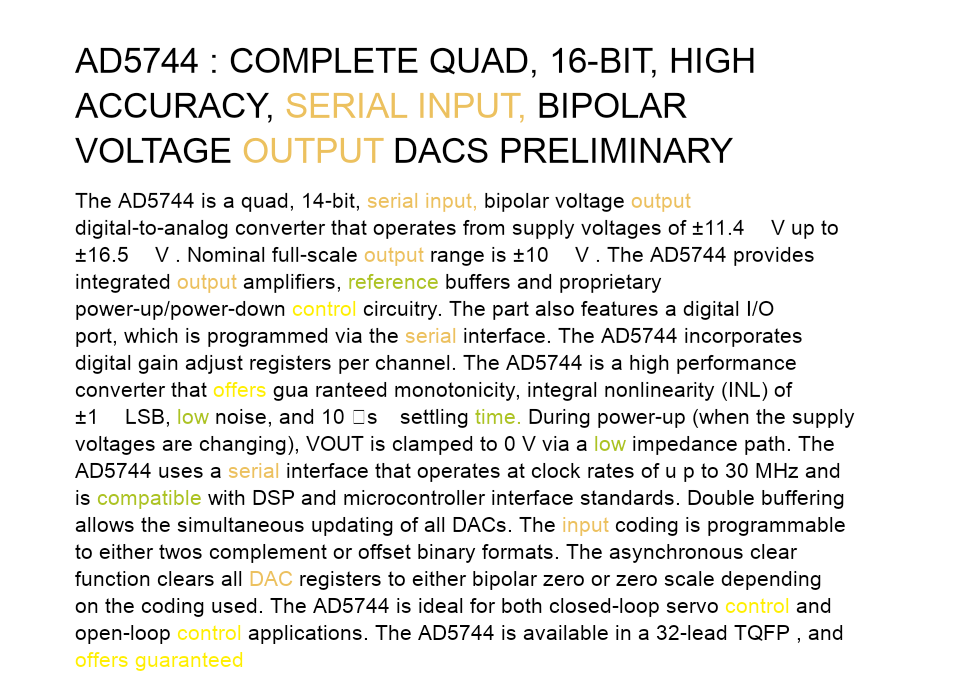 AD5744 : COMPLETE QUAD, 16-BIT, HIGH
ACCURACY, SERIAL INPUT, BIPOLAR
VOLTAGE OUTPUT DACS PRELIMINARY
The AD5744 is a quad, 14-bit, serial input, bipolar voltage output
digital-to-analog converter that operates from supply voltages of ±11.4 V up to
±16.5 V . Nominal full-scale output range is ±10 V . The AD5744 provides
integrated output amplifiers, reference buffers and proprietary
power-up/power-down control circuitry. The part also features a digital I/O
port, which is programmed via the serial interface. The AD5744 incorporates
digital gain adjust registers per channel. The AD5744 is a high performance
converter that offers gua ranteed monotonicity, integral nonlinearity (INL) of
±1 LSB, low noise, and 10 □s settling time. During power-up (when the supply
voltages are changing), VOUT is clamped to 0 V via a low impedance path. The
AD5744 uses a serial interface that operates at clock rates of u p to 30 MHz and
is compatible with DSP and microcontroller interface standards. Double buffering
allows the simultaneous updating of all DACs. The input coding is programmable
to either twos complement or offset binary formats. The asynchronous clear
function clears all DAC registers to either bipolar zero or zero scale depending
on the coding used. The AD5744 is ideal for both closed-loop servo control and
open-loop control applications. The AD5744 is available in a 32-lead TQFP , and
offers guaranteed